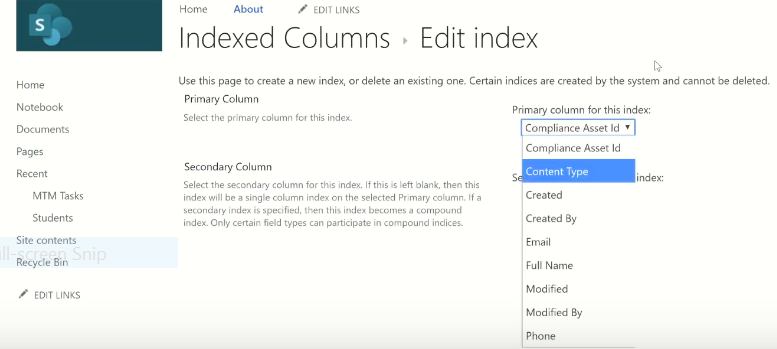 Home About EDIT LINKS
Indexed Columns Edit index
Use this page to create a new index, or delete an existing one. Certain indices are created by the system and cannot be deleted.
Primary Column
Select the primary column for this index.
Primary column for this index:
Compliance Asset Id
Compliance Asset Id
Content Type
Created
Created By
Email
Full Name
Modified
Modified By
Phone
Secondary Column
Select the secondary column for this index. If this is left blank, then this
index will be a single column index on the selected Primary column. If a
secondary index is specified, then this index becomes a compound
index. Only certain field types can participate in compound indices.
Se index:
S
Home
Notebook
Documents
Pages
Recent
MTM Tasks
Students
Site contents
ll-screen Snip
Recycle Bin
EDIT LINKS